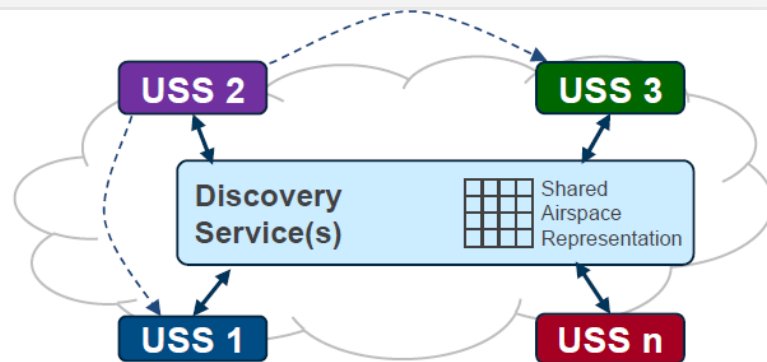 USS 2
USS 3
Discovery
Service(s)
Shared
Airspace
Representation
USS 1
USS n